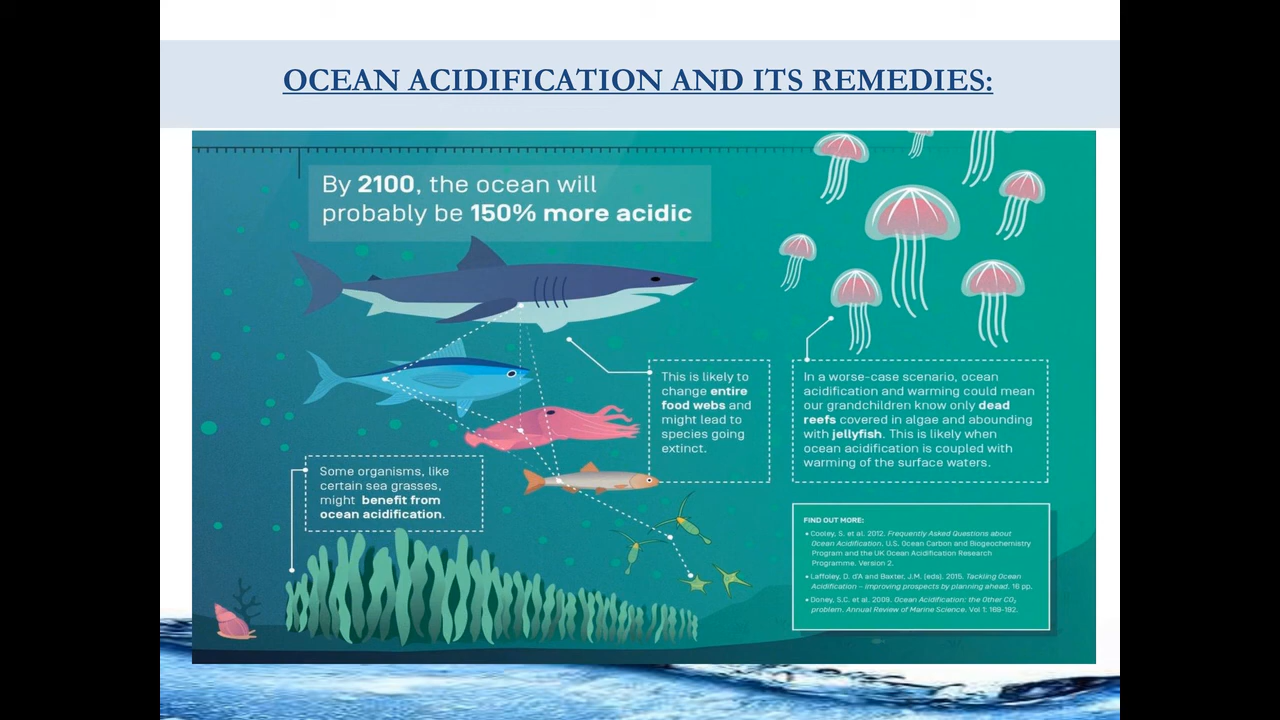 OCEAN ACIDIFICATION AND ITS REMEDIES:
By 2100, the ocean will
probably be 150% more acidic
This is likely to
change entire
food webs and
might lead to
species going
extinct.
In a worse-case scenario, ocean
acidification and warming could mean
our grandchildren know only dead
reefs covered in algae and abounding
with jellyfish. This is likely when
ocean acidification is coupled with
warming of the surface waters.
Some organisms, like
certain sea grasses,
might benefit from
ocean acidification.
FIND OUT MORE:
• Cooley, S. et al. 2012. Frequently Asked Questions about
Ocean Acidification. U.S. Ocean Carbon and Biogeochemistry
Program and the UK Ocean Acidification Research
Programme. Version 2.
• Laffoley, D. d'A and Baxter, J.M. (eds). 2015. Tackling Ocean
Acidification – improving prospects by planning ahead. 16 pp.
• Doney, S.C. et al. 2009. Ocean Acidification: the Other CO₂
problem. Annual Review of Marine Science. Vol 1: 169-192.